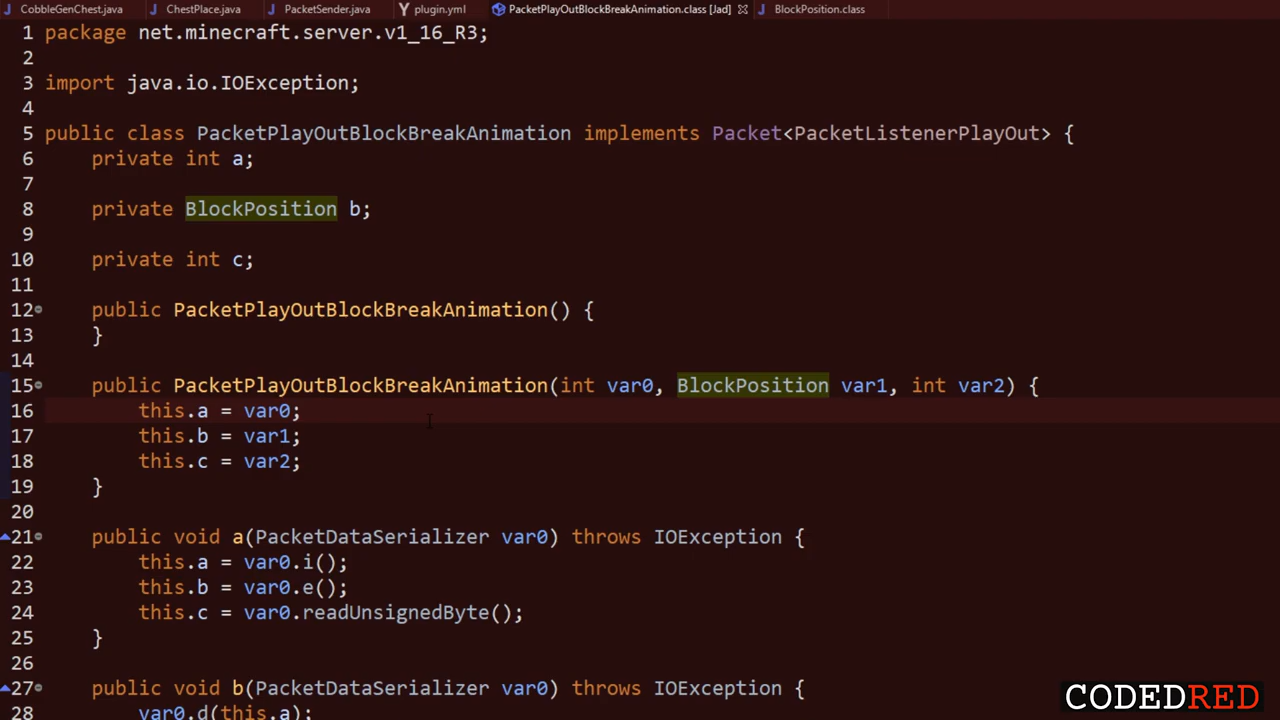 CobbleGenChest.java ChestPlace.java PacketSender.java plugin.yml PacketPlayOutBlockBreakAnimation.class [Jad] BlockPosition.class
1 package net.minecraft.server.v1_16_R3;
2
3 import java.io.IOException;
4
5 public class PacketPlayOutBlockBreakAnimation implements Packet<PacketListenerPlayOut> {
6 private int a;
7
8 private BlockPosition b;
9
10 private int c;
11
12 public PacketPlayOutBlockBreakAnimation() {
13 }
14
15 public PacketPlayOutBlockBreakAnimation(int var0, BlockPosition var1, int var2) {
16 this.a = var0;
17 this.b = var1;
18 this.c = var2;
19 }
20
21 public void a(PacketDataSerializer var0) throws IOException {
22 this.a = var0.i();
23 this.b = var0.e();
24 this.c = var0.readUnsignedByte();
25 }
26
27 public void b(PacketDataSerializer var0) throws IOException {
28 var0.d(this.a);
CODEDRED